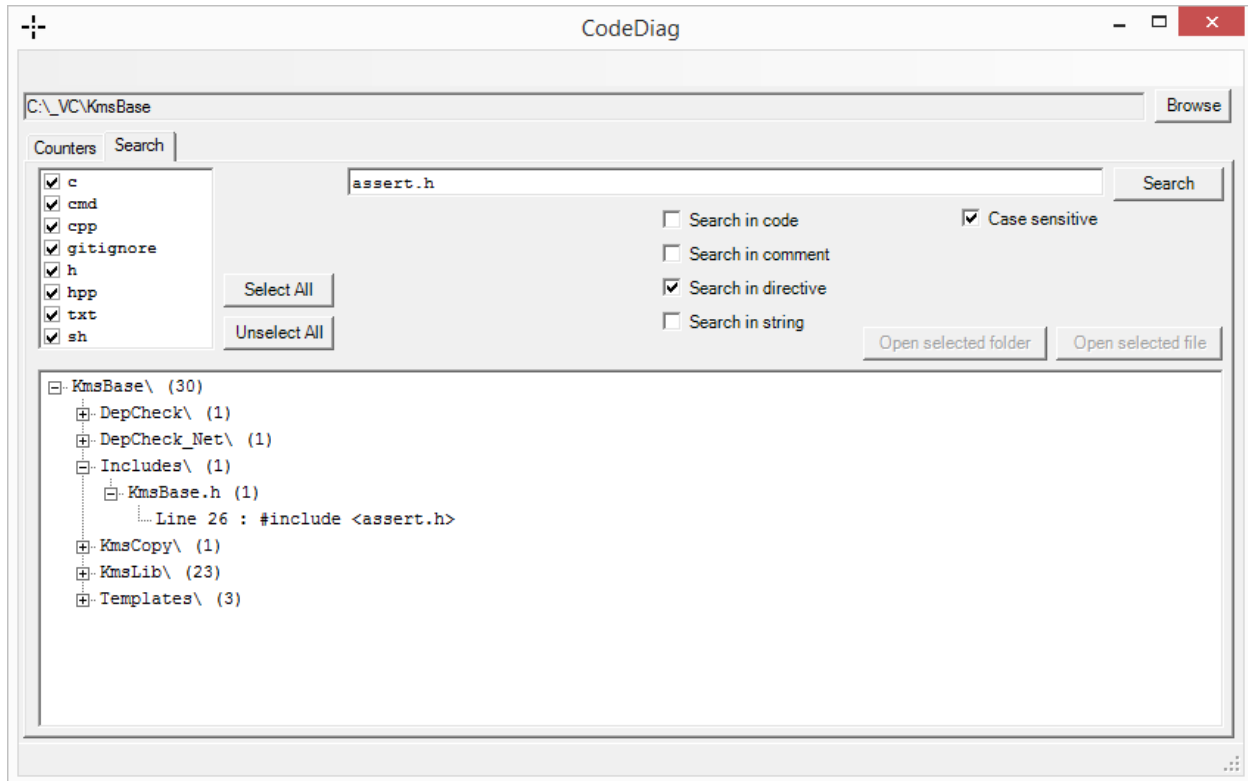 CodeDiag
C:\_VC\KmsBase
Browse
Counters Search
c
cmd
cpp
gitignore
h
hpp
txt
sh
Select All
Unselect All
assert.h
Search
Search in code
Case sensitive
Search in comment
Search in directive
Search in string
Open selected folder
Open selected file
KmsBase\ (30)
DepCheck\ (1)
DepCheck_Net\ (1)
Includes\ (1)
KmsBase.h (1)
Line 26 : #include <assert.h>
KmsCopy\ (1)
KmsLib\ (23)
Templates\ (3)